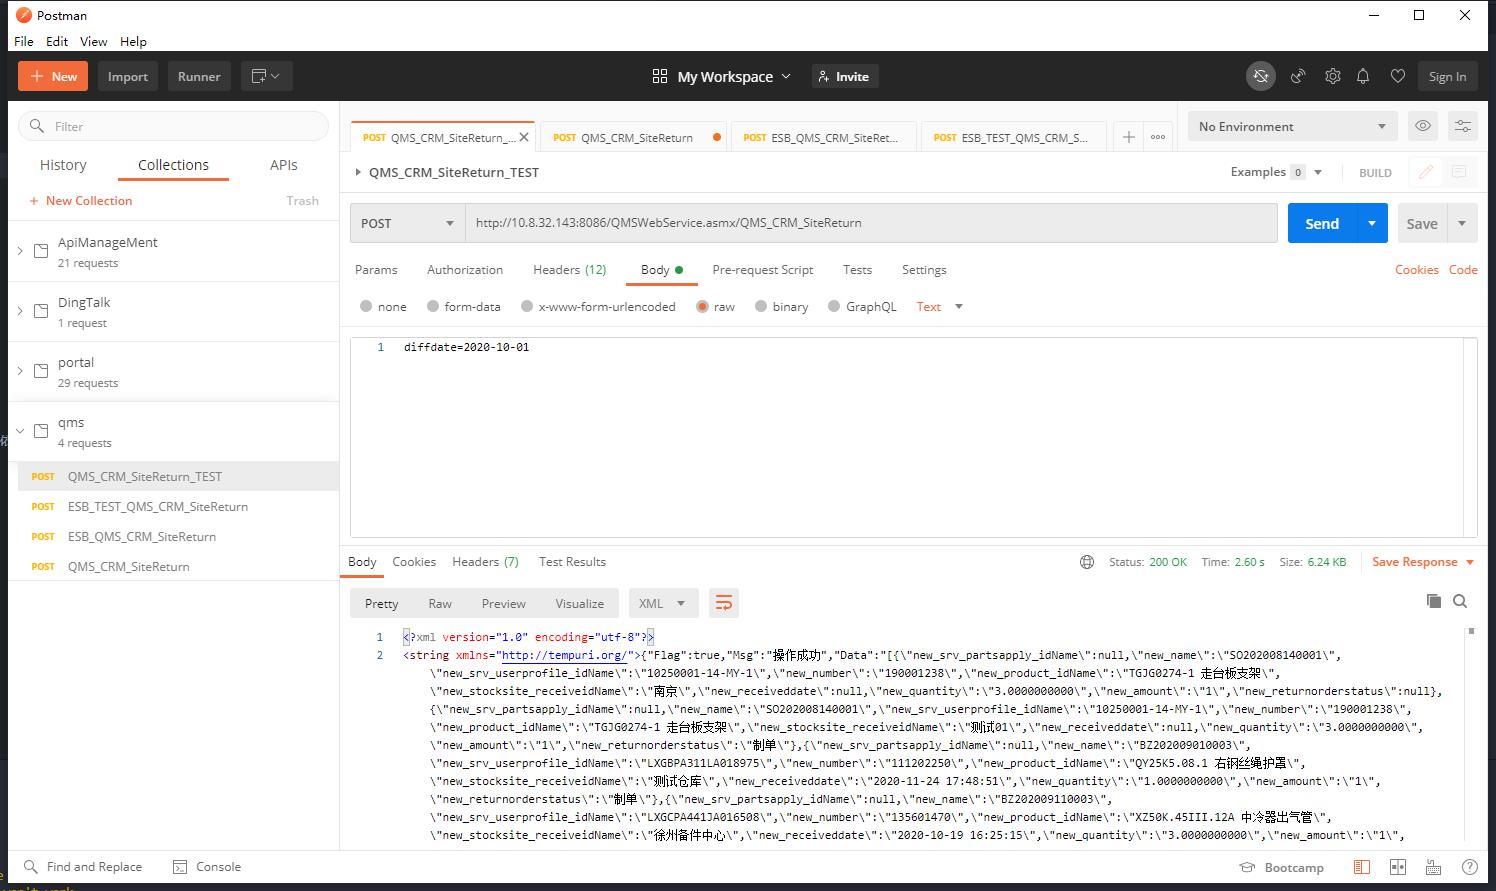 Postman
File Edit View Help
New Import Runner My Workspace Invite Sign In
Filter
History Collections APIs
+ New Collection Trash
ApiManageMent
21 requests
DingTalk
1 request
portal
29 requests
qms
4 requests
POST QMS_CRM_SiteReturn_TEST
POST ESB_TEST_QMS_CRM_SiteReturn
POST ESB_QMS_CRM_SiteReturn
POST QMS_CRM_SiteReturn
POST QMS_CRM_SiteReturn_... POST QMS_CRM_SiteReturn POST ESB_QMS_CRM_SiteRet... POST ESB_TEST_QMS_CRM_S... No Environment
QMS_CRM_SiteReturn_TEST Examples 0 BUILD
POST http://10.8.32.143:8086/QMSWebService.asmx/QMS_CRM_SiteReturn Send Save
Params Authorization Headers (12) Body Pre-request Script Tests Settings Cookies Code
none form-data x-www-form-urlencoded raw binary GraphQL Text
1 diffdate=2020-10-01
Body Cookies Headers (7) Test Results Status: 200 OK Time: 2.60 s Size: 6.24 KB Save Response
Pretty Raw Preview Visualize XML
1 <?xml version="1.0" encoding="utf-8"?>
2 <string xmlns="http://tempuri.org/">{"Flag":true,"Msg":"操作成功","Data":"[{\"new_srv_partsapply_idName\":null,\"new_name\":\"SO202008140001\",
\"new_srv_userprofile_idName\":\"10250001-14-MY-1\",\"new_number\":\"190001238\",\"new_product_idName\":\"TGJG0274-1 走台板支架\",
\"new_stocksite_receiveidName\":\"南京\",\"new_receiveddate\":null,\"new_quantity\":\"3.0000000000\",\"new_amount\":\"1\",\"new_returnorderstatus\":null},
{\"new_srv_partsapply_idName\":null,\"new_name\":\"SO202008140001\",\"new_srv_userprofile_idName\":\"10250001-14-MY-1\",\"new_number\":\"190001238\",
\"new_product_idName\":\"TGJG0274-1 走台板支架\",\"new_stocksite_receiveidName\":\"测试01\",\"new_receiveddate\":null,\"new_quantity\":\"3.0000000000\",
\"new_amount\":\"1\",\"new_returnorderstatus\":\"制单\"},{\"new_srv_partsapply_idName\":null,\"new_name\":\"BZ202009010003\",
\"new_srv_userprofile_idName\":\"LXGBPA311LA018975\",\"new_number\":\"111202250\",\"new_product_idName\":\"QY25K5.08.1 右钢丝绳护罩\",
\"new_stocksite_receiveidName\":\"测试仓库\",\"new_receiveddate\":\"2020-11-24 17:48:51\",\"new_quantity\":\"1.0000000000\",\"new_amount\":\"1\",
\"new_returnorderstatus\":\"制单\"},{\"new_srv_partsapply_idName\":null,\"new_name\":\"BZ202009110003\",
\"new_srv_userprofile_idName\":\"LXGCPA441JA016508\",\"new_number\":\"135601470\",\"new_product_idName\":\"XZ50K.45III.12A 中冷器出气管\",
\"new_stocksite_receiveidName\":\"徐州备件中心\",\"new_receiveddate\":\"2020-10-19 16:25:15\",\"new_quantity\":\"3.0000000000\",\"new_amount\":\"1\",
Find and Replace Console Bootcamp